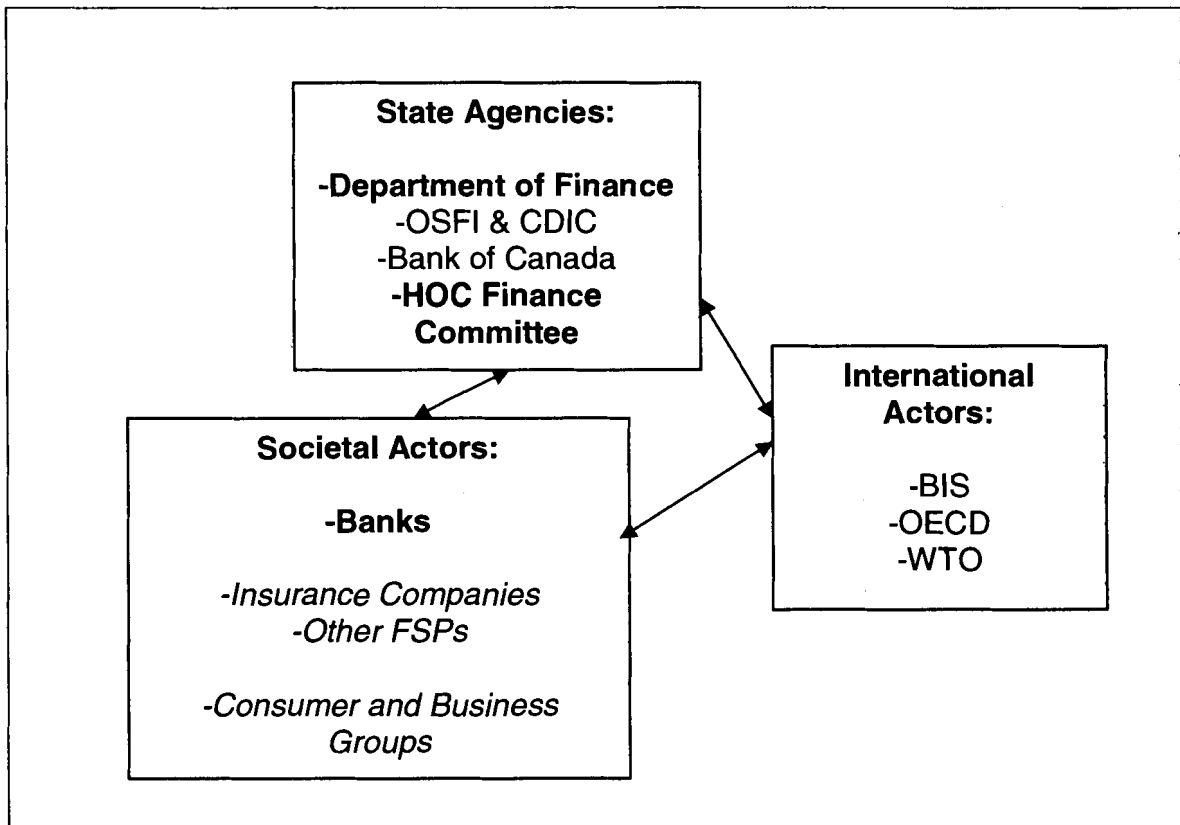 State Agencies:
-Department of Finance
-OSFI & CDIC
-Bank of Canada
-HOC Finance
Committee
Societal Actors:
-Banks
-Insurance Companies
-Other FSPs
-Consumer and Business
Groups
International
Actors:
-BIS
-OECD
-WTO